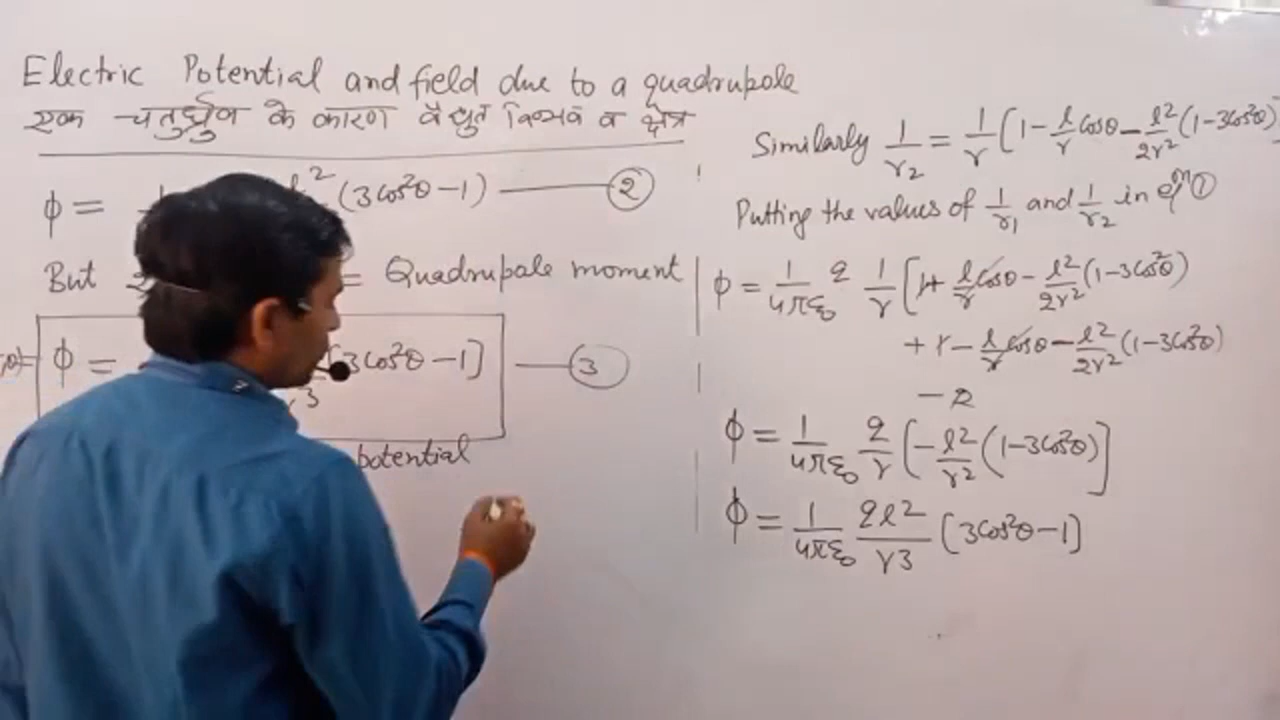 Electric Potential and field due to a quadrupole
एक चतुर्ध्रुव के कारण वैद्युत विभव व क्षेत्र
ϕ = l² (3cos²θ – 1) —— ②
But = Quadrupole moment
ϕ = 3 [3cos²θ – 1] —— ③
potential
Similarly 1/r₂ = 1/r [1 – l/r cosθ – l²/2r² (1 – 3cos²θ)]
Putting the values of 1/r₁ and 1/r₂ in eqⁿ ①
ϕ = 1/4πε₀ q 1/r [1 + l/r cosθ – l²/2r² (1 – 3cos²θ)
+ 1 – l/r cosθ – l²/2r² (1 – 3cos²θ)
– 2
ϕ = 1/4πε₀ q/r [– l²/r² (1 – 3cos²θ)]
ϕ = 1/4πε₀ ql²/r3 [3cos²θ – 1]